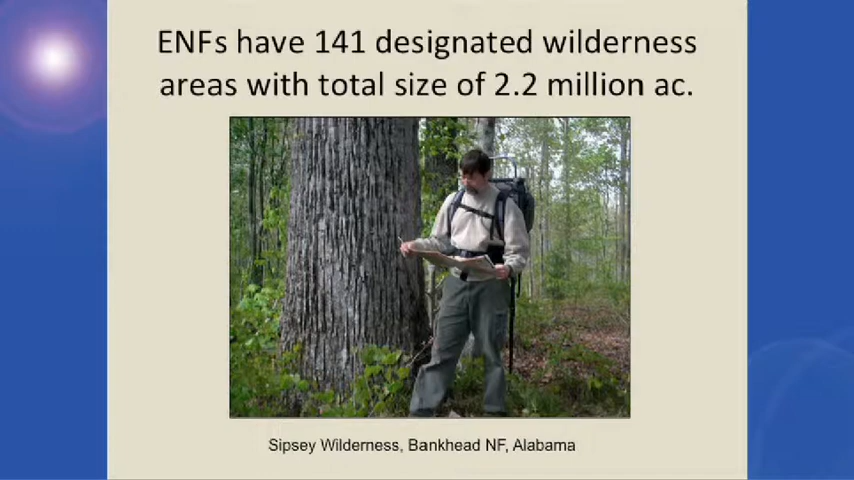 ENFs have 141 designated wilderness
areas with total size of 2.2 million ac.
Sipsey Wilderness, Bankhead NF, Alabama